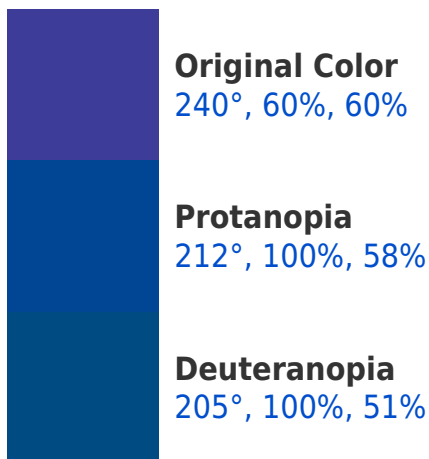 Original Color
240°, 60%, 60%
Protanopia
212°, 100%, 58%
Deuteranopia
205°, 100%, 51%